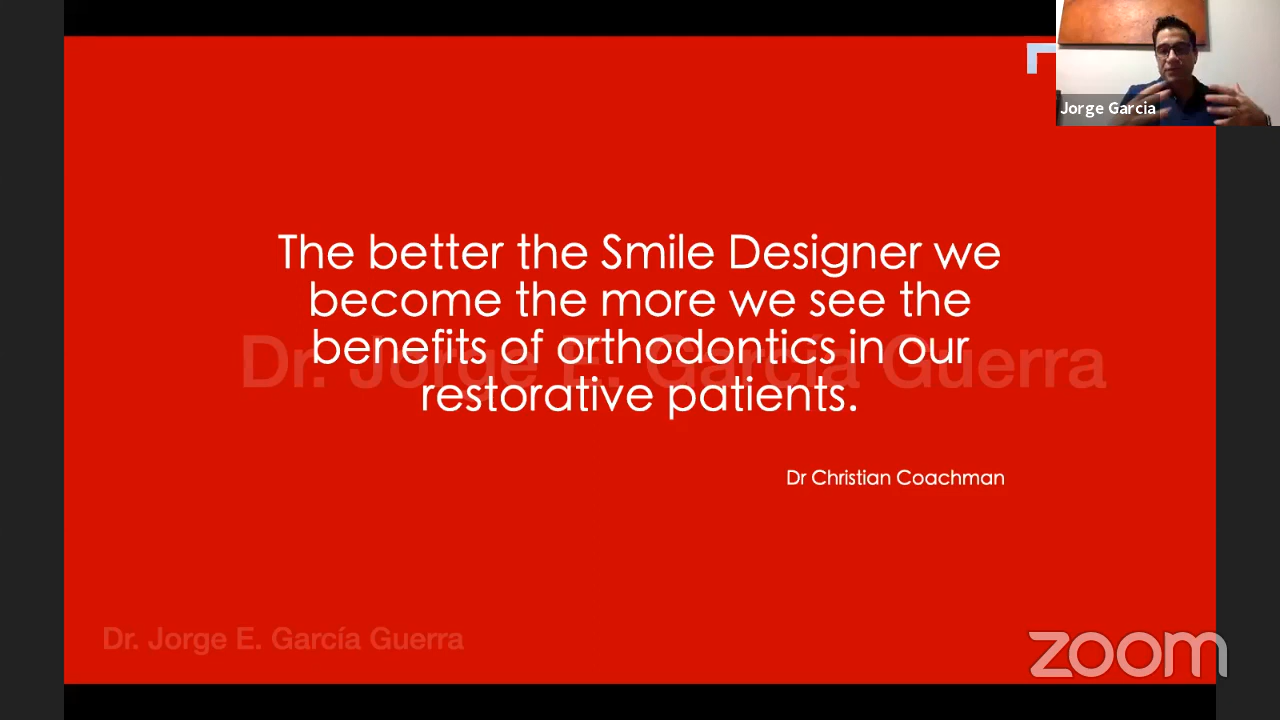 Jorge Garcia
The better the Smile Designer we
become the more we see the
benefits of orthodontics in our
restorative patients.
Dr. Jorge E. García Guerra
Dr Christian Coachman
Dr. Jorge E. García Guerra
zoom